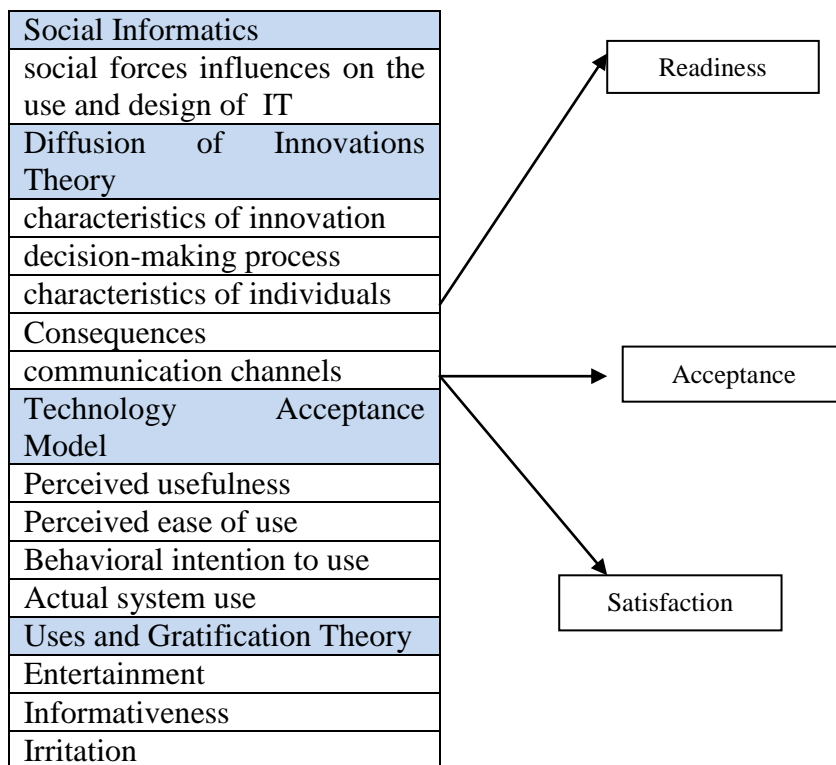 Social Informatics
social forces influences on the
use and design of IT
Diffusion of Innovations
Theory
characteristics of innovation
decision-making process
characteristics of individuals
Consequences
communication channels
Technology Acceptance
Model
Perceived usefulness
Perceived ease of use
Behavioral intention to use
Actual system use
Uses and Gratification Theory
Entertainment
Informativeness
Irritation
Readiness
Acceptance
Satisfaction